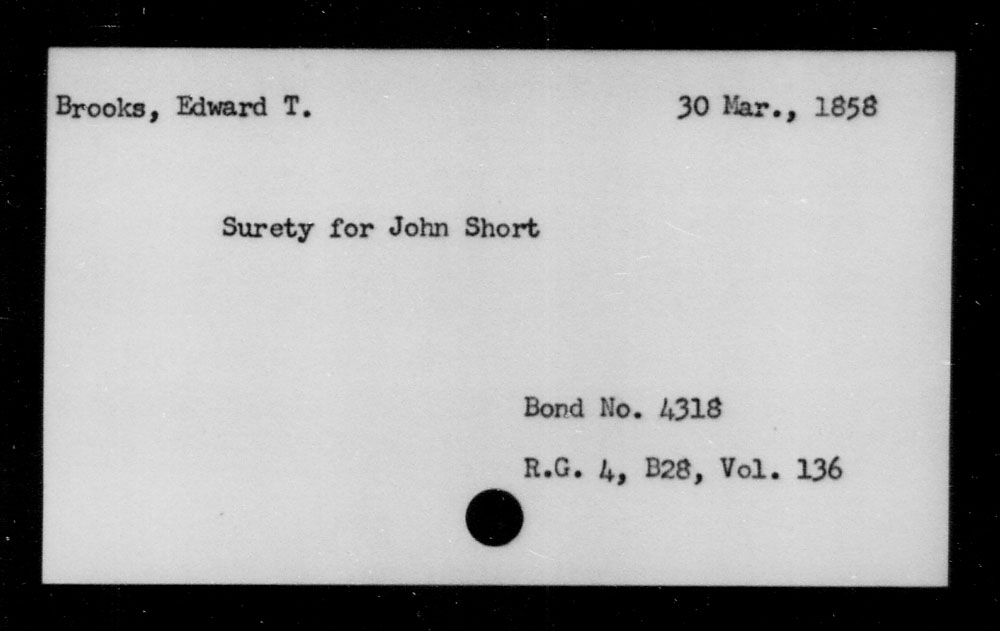 Brooks, Edward T. 30 Mar., 1858
Surety for John Short
Bond No. 4318
R.G. 4, B28, Vol. 136